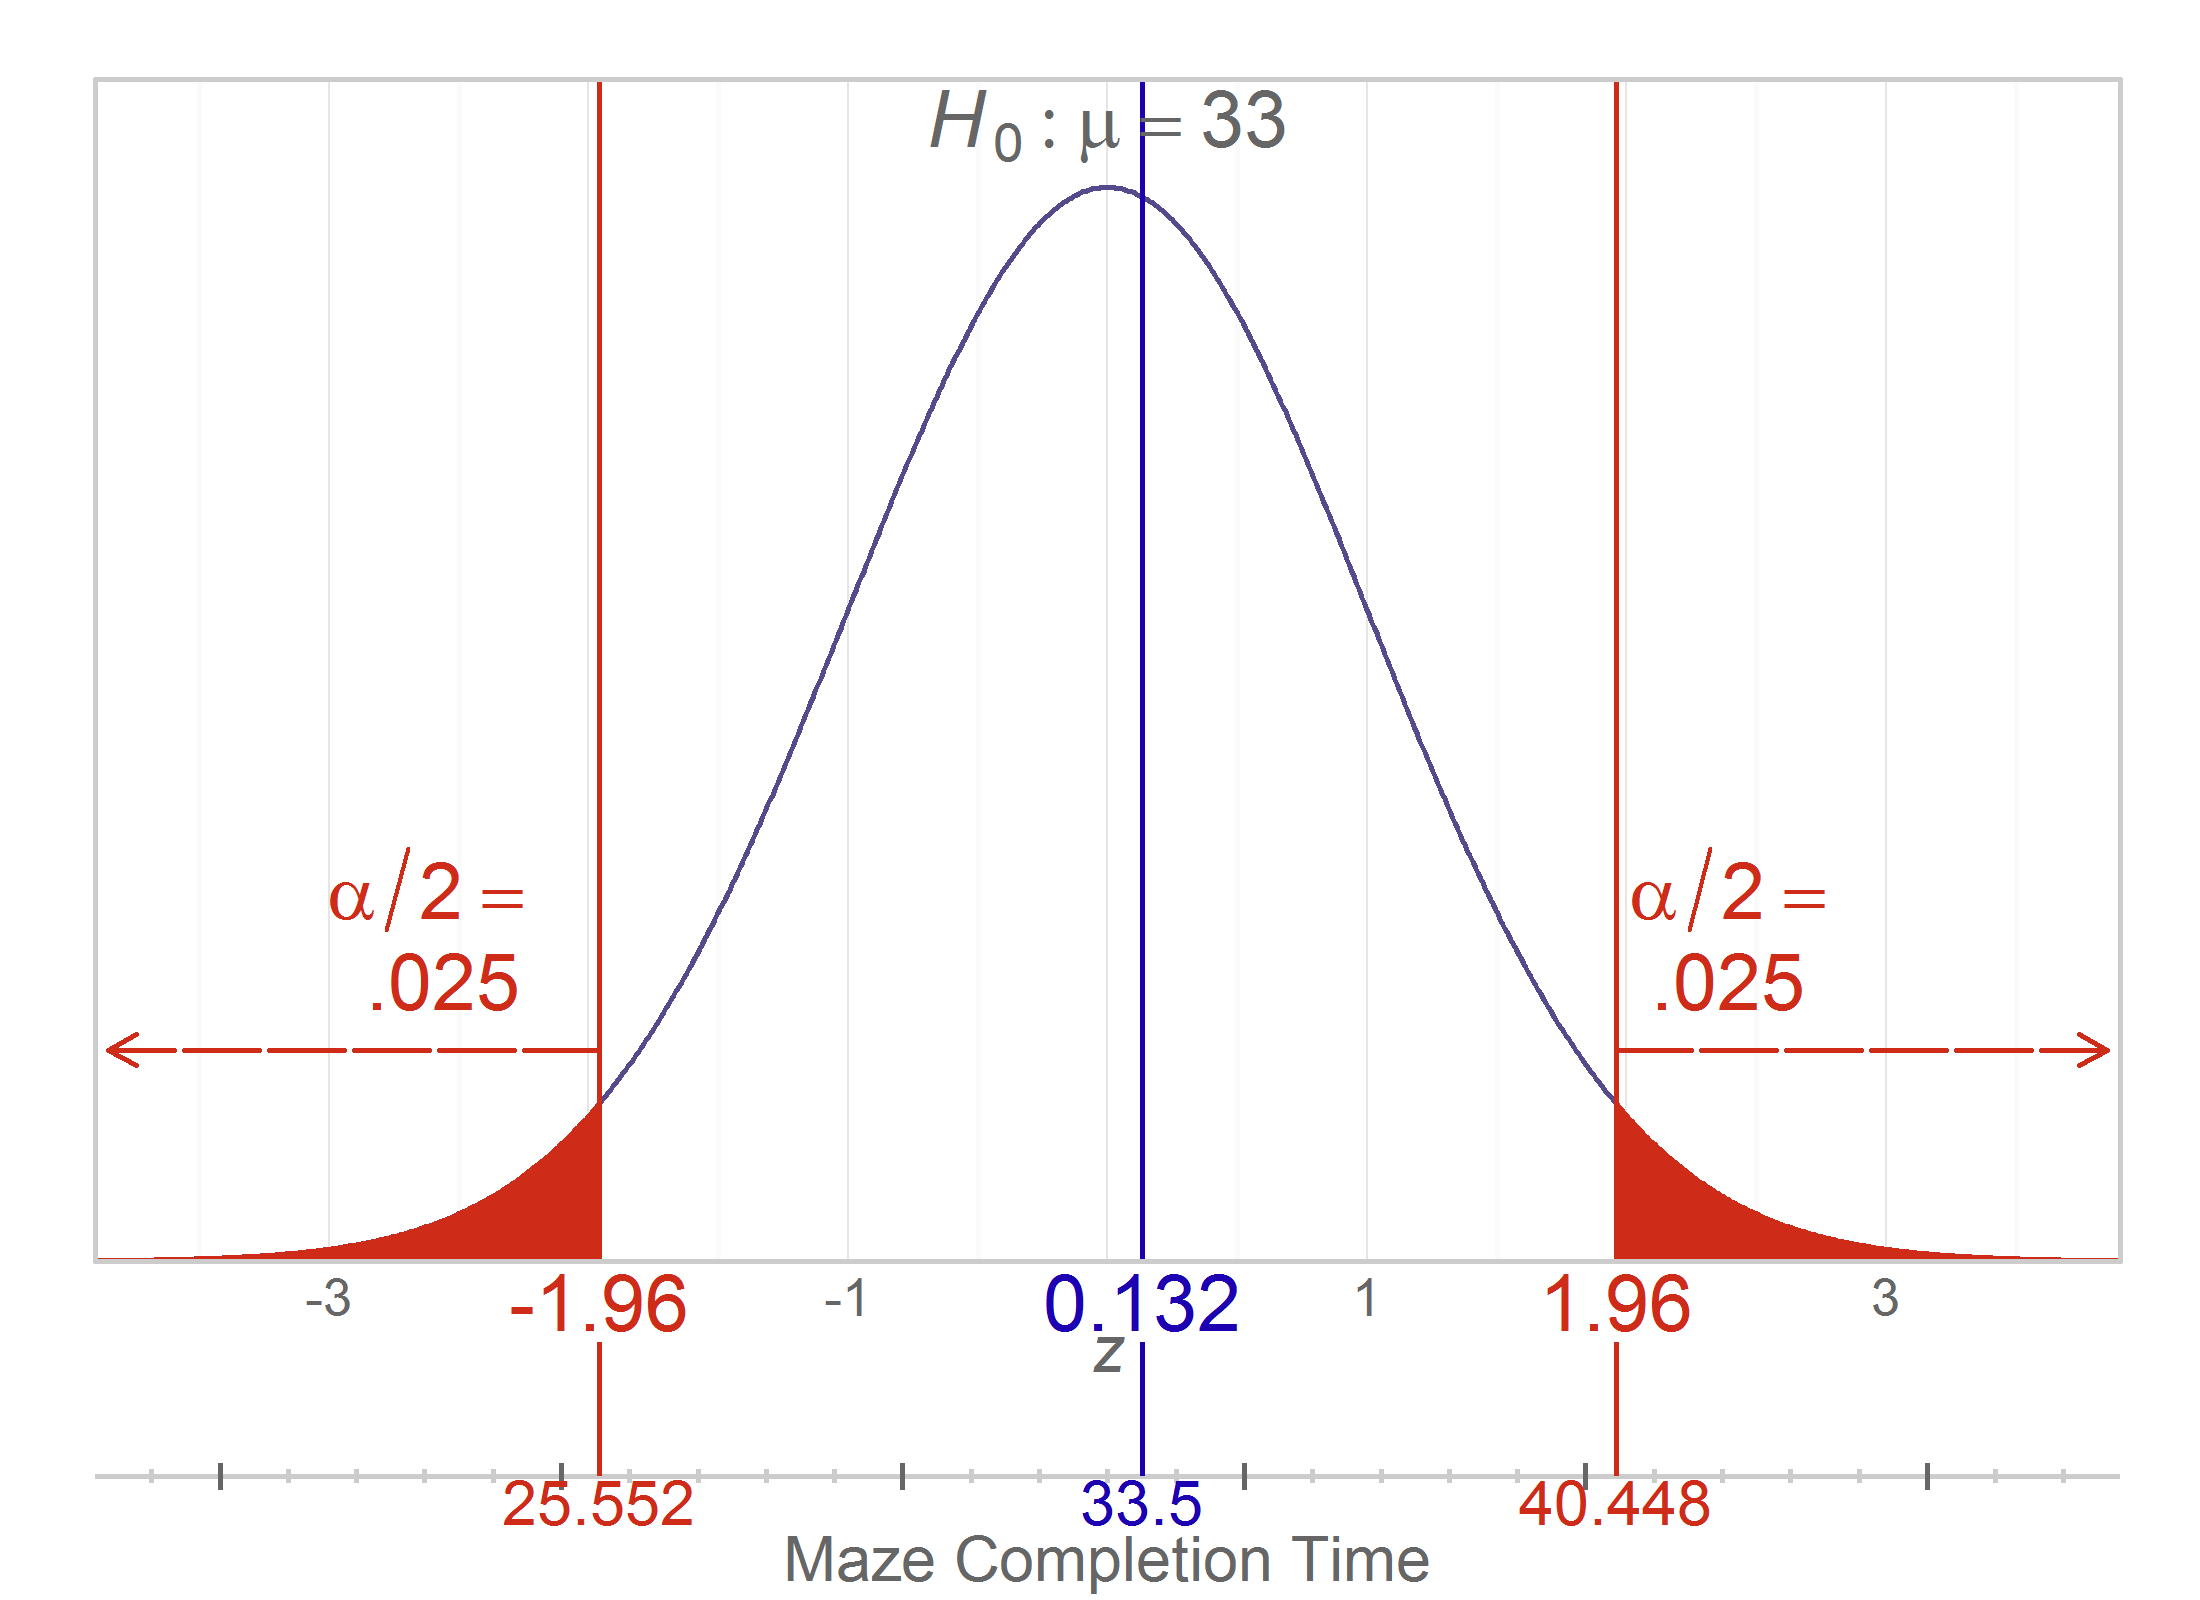 H₀ : μ = 33
α/2 =
.025
α/2 =
.025
-3 -1.96 -1 0.132 1 1.96 3
z
25.552 33.5 40.448
Maze Completion Time